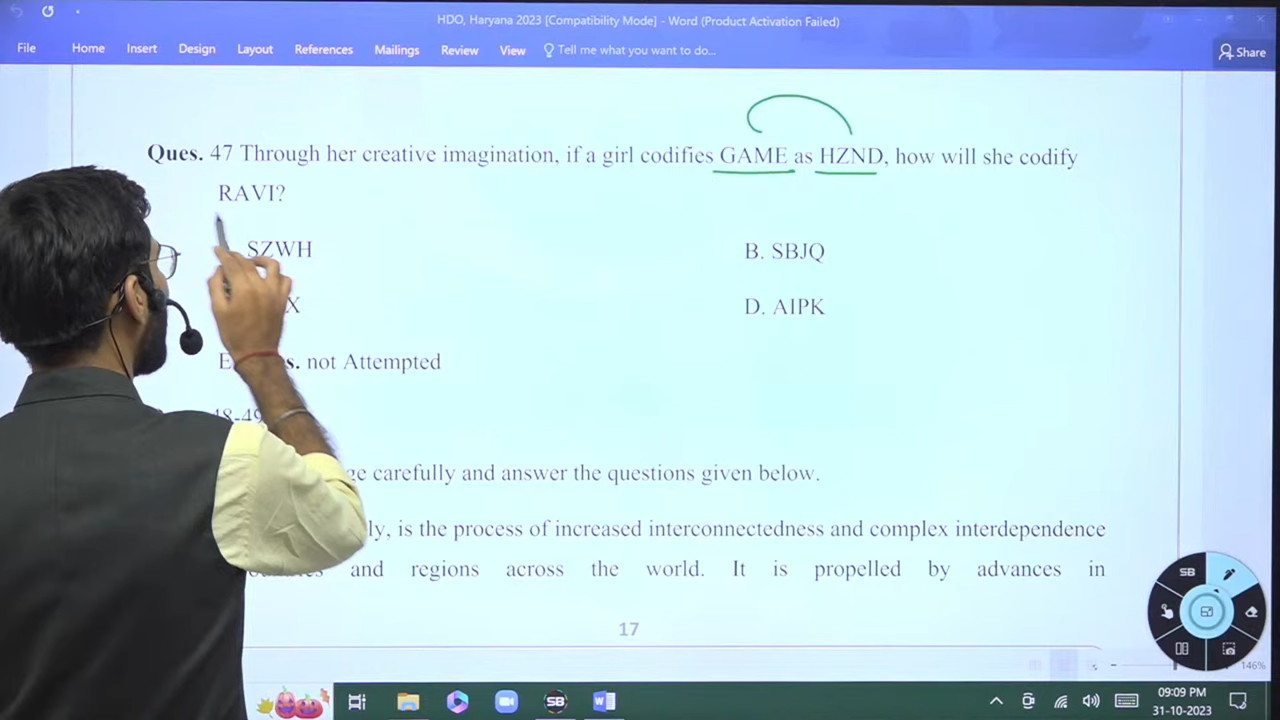 HDO, Haryana 2023 [Compatibility Mode] - Word (Product Activation Failed)
File Home Insert Design Layout References Mailings Review View Tell me what you want to do... Share
Ques. 47 Through her creative imagination, if a girl codifies GAME as HZND, how will she codify
RAVI?
SZWH B. SBJQ
X D. AIPK
E s. not Attempted
48-49
ge carefully and answer the questions given below.
ly, is the process of increased interconnectedness and complex interdependence
and regions across the world. It is propelled by advances in
17
SB
146%
SB
W
09:09 PM
31-10-2023